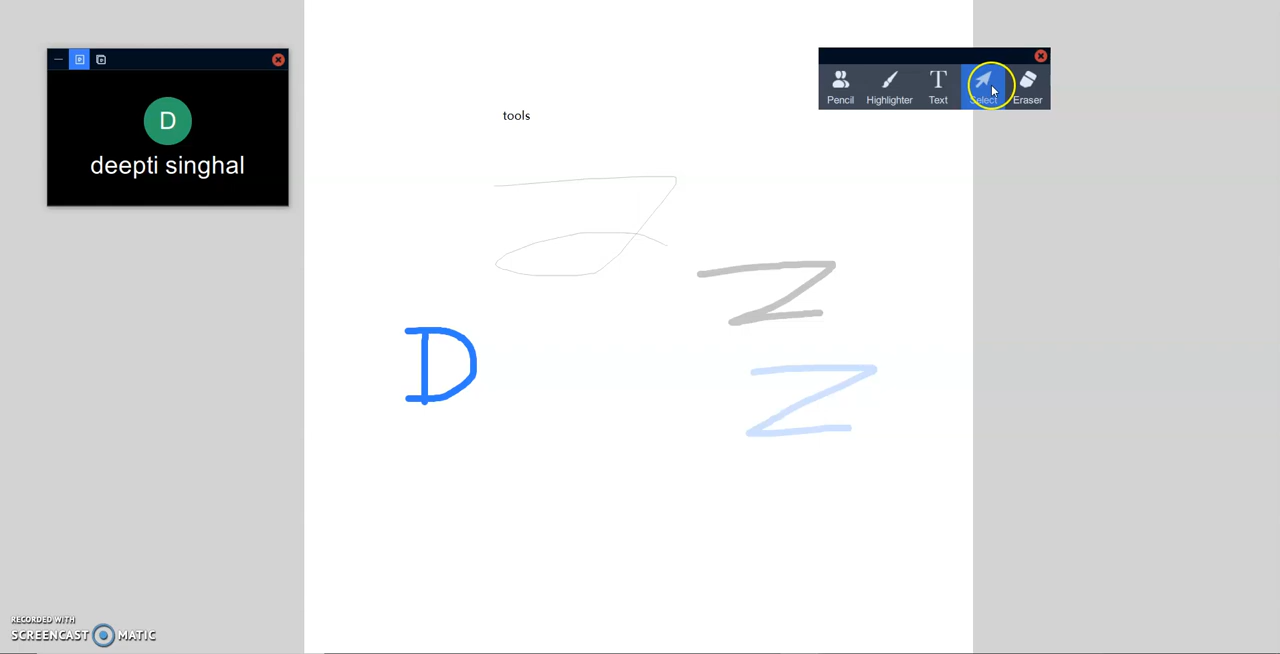 D
deepti singhal
Pencil Highlighter Text Select Eraser
tools
Z
D
Z
RECORDED WITH
SCREENCAST MATIC